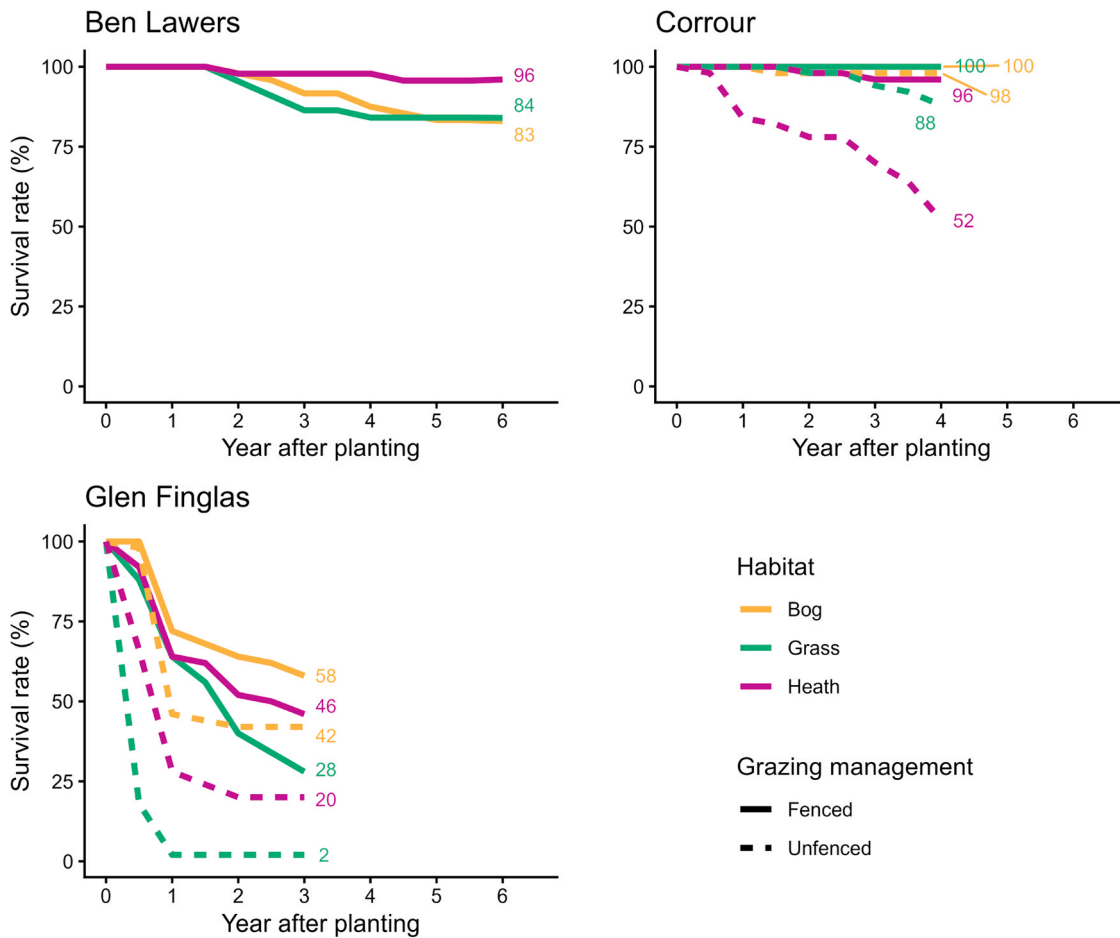 Ben Lawers
Survival rate (%)
100
75
50
25
0
96
84
83
0 1 2 3 4 5 6
Year after planting
Corrour
Survival rate (%)
100
75
50
25
0
100 100
98
96
88
52
0 1 2 3 4 5 6
Year after planting
Glen Finglas
Survival rate (%)
100
75
50
25
0
58
46
42
28
20
2
0 1 2 3 4 5 6
Year after planting
Habitat
Bog
Grass
Heath
Grazing management
Fenced
Unfenced